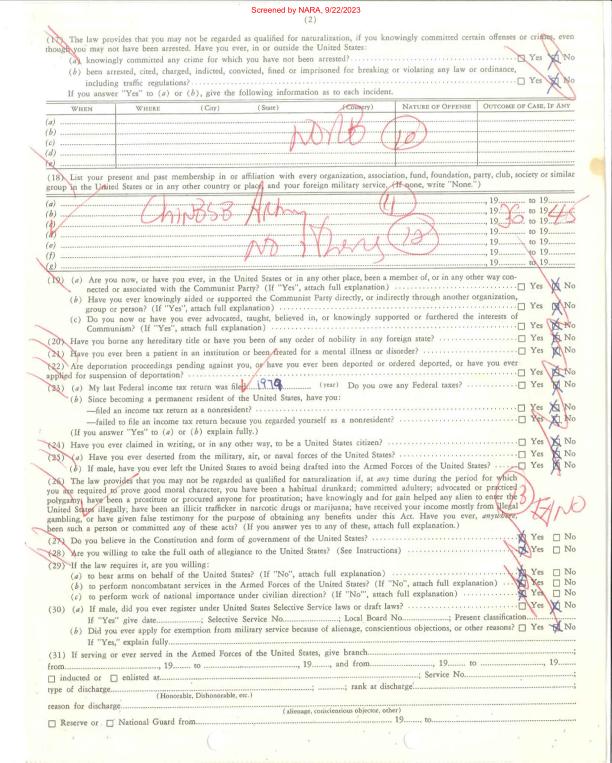 Screened by NARA, 9/22/2023
(2)
(17) The law provides that you may not be regarded as qualified for naturalization, if you knowingly committed certain offenses or crimes, even
though you may not have been arrested. Have you ever, in or outside the United States:
(a) knowingly committed any crime for which you have not been arrested? ☐ Yes ☒ No
(b) been arrested, cited, charged, indicted, convicted, fined or imprisoned for breaking or violating any law or ordinance,
including traffic regulations? ☐ Yes ☒ No
If you answer "Yes" to (a) or (b), give the following information as to each incident.
WHEN WHERE (City) (State) (Country) NATURE OF OFFENSE OUTCOME OF CASE, IF ANY
(a)
(b)
(c) NONE 10
(d)
(e)
(18) List your present and past membership in or affiliation with every organization, association, fund, foundation, party, club, society or similar
group in the United States or in any other country or place, and your foreign military service. (If none, write "None.")
(a) 11 , 19 to 19
(b) Chinese Army , 19 36 to 19 45
, 19 to 19
(d) , 19 to 19
(e) No others 12 , 19 to 19
(f) , 19 to 19
(g) , 19 to 19
(19) (a) Are you now, or have you ever, in the United States or in any other place, been a member of, or in any other way con-
nected or associated with the Communist Party? (If "Yes", attach full explanation) ☐ Yes ☒ No
(b) Have you ever knowingly aided or supported the Communist Party directly, or indirectly through another organization,
group or person? (If "Yes", attach full explanation) ☐ Yes ☒ No
(c) Do you now or have you ever advocated, taught, believed in, or knowingly supported or furthered the interests of
Communism? (If "Yes", attach full explanation) ☐ Yes ☒ No
(20) Have you borne any hereditary title or have you been of any order of nobility in any foreign state? ☐ Yes ☒ No
(21) Have you ever been a patient in an institution or been treated for a mental illness or disorder? ☐ Yes ☒ No
(22) Are deportation proceedings pending against you, or have you ever been deported or ordered deported, or have you ever
applied for suspension of deportation? ☐ Yes ☒ No
(23) (a) My last Federal income tax return was filed 1979 (year) Do you owe any Federal taxes? ☐ Yes ☒ No
(b) Since becoming a permanent resident of the United States, have you:
—filed an income tax return as a nonresident? ☐ Yes ☒ No
—failed to file an income tax return because you regarded yourself as a nonresident? ☐ Yes ☒ No
(If you answer "Yes" to (a) or (b) explain fully.)
(24) Have you ever claimed in writing, or in any other way, to be a United States citizen? ☐ Yes ☒ No
(25) (a) Have you ever deserted from the military, air, or naval forces of the United States? ☐ Yes ☒ No
(b) If male, have you ever left the United States to avoid being drafted into the Armed Forces of the United States? ☐ Yes ☒ No
(26) The law provides that you may not be regarded as qualified for naturalization if, at any time during the period for which
you are required to prove good moral character, you have been a habitual drunkard; committed adultery; advocated or practiced
polygamy; have been a prostitute or procured anyone for prostitution; have knowingly and for gain helped any alien to enter the
United States illegally; have been an illicit trafficker in narcotic drugs or marijuana; have received your income mostly from illegal
gambling, or have given false testimony for the purpose of obtaining any benefits under this Act. Have you ever, anywhere,
been such a person or committed any of these acts? (If you answer yes to any of these, attach full explanation.) 13 ☐ Yes ☒ No
(27) Do you believe in the Constitution and form of government of the United States? ☒ Yes ☐ No
(28) Are you willing to take the full oath of allegiance to the United States? (See Instructions) ☒ Yes ☐ No
(29) If the law requires it, are you willing:
(a) to bear arms on behalf of the United States? (If "No", attach full explanation) ☒ Yes ☐ No
(b) to perform noncombatant services in the Armed Forces of the United States? (If "No", attach full explanation) ☒ Yes ☐ No
(c) to perform work of national importance under civilian direction? (If "No", attach full explanation) ☒ Yes ☐ No
(30) (a) If male, did you ever register under United States Selective Service laws or draft laws? ☐ Yes ☒ No
If "Yes" give date; Selective Service No.; Local Board No.; Present classification
(b) Did you ever apply for exemption from military service because of alienage, conscientious objections, or other reasons? ☐ Yes ☒ No
If "Yes," explain fully
(31) If serving or ever served in the Armed Forces of the United States, give branch;
from, 19 to, 19, and from, 19 to, 19;
☐ inducted or ☐ enlisted at; Service No.;
type of discharge; rank at discharge;
(Honorable, Dishonorable, etc.)
reason for discharge
(alienage, conscientious objector, other)
☐ Reserve or ☐ National Guard from 19 to